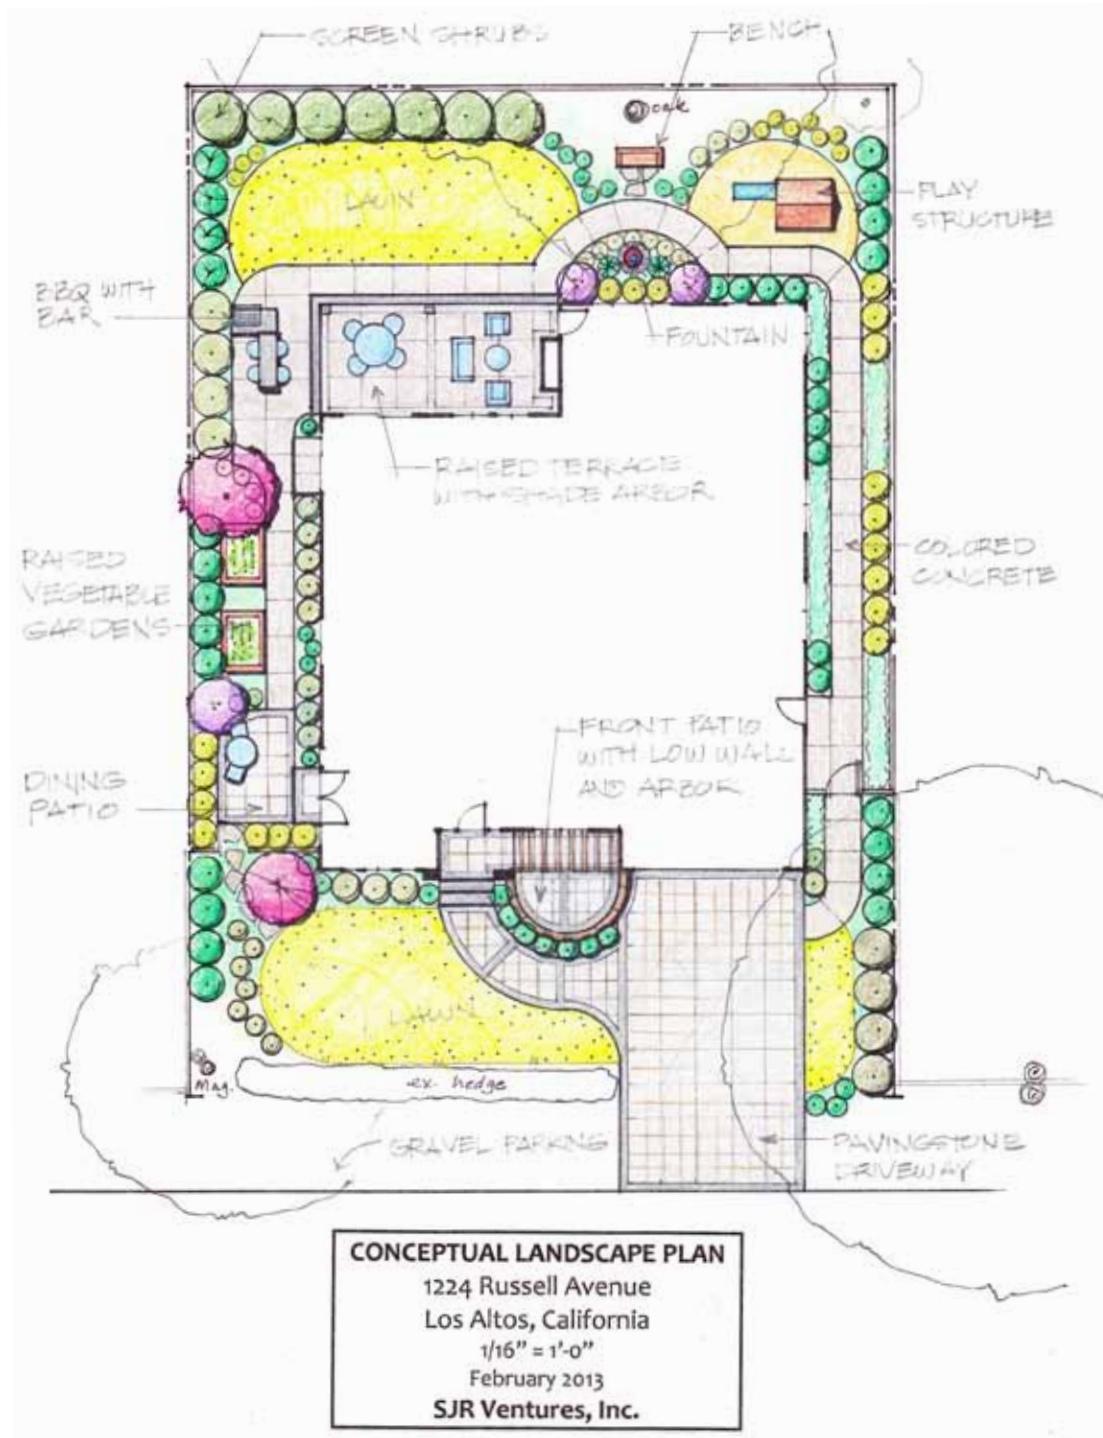 SCREEN SHRUBS
BENCH
oak
LAWN
PLAY
STRUCTURE
BBQ WITH
BAR
FOUNTAIN
RAISED TERRACE
WITH SHADE ARBOR
RAISED
VEGETABLE
GARDENS
COLORED
CONCRETE
FRONT PATIO
WITH LOW WALL
AND ARBOR
DINING
PATIO
LAWN
Mag.
ex. hedge
GRAVEL PARKING
PAVINGSTONE
DRIVEWAY
CONCEPTUAL LANDSCAPE PLAN
1224 Russell Avenue
Los Altos, California
1/16" = 1'-0"
February 2013
SJR Ventures, Inc.